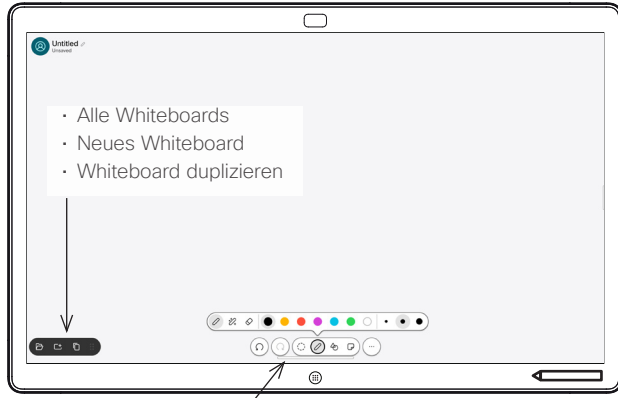 Untitled
Unsaved
· Alle Whiteboards
· Neues Whiteboard
· Whiteboard duplizieren